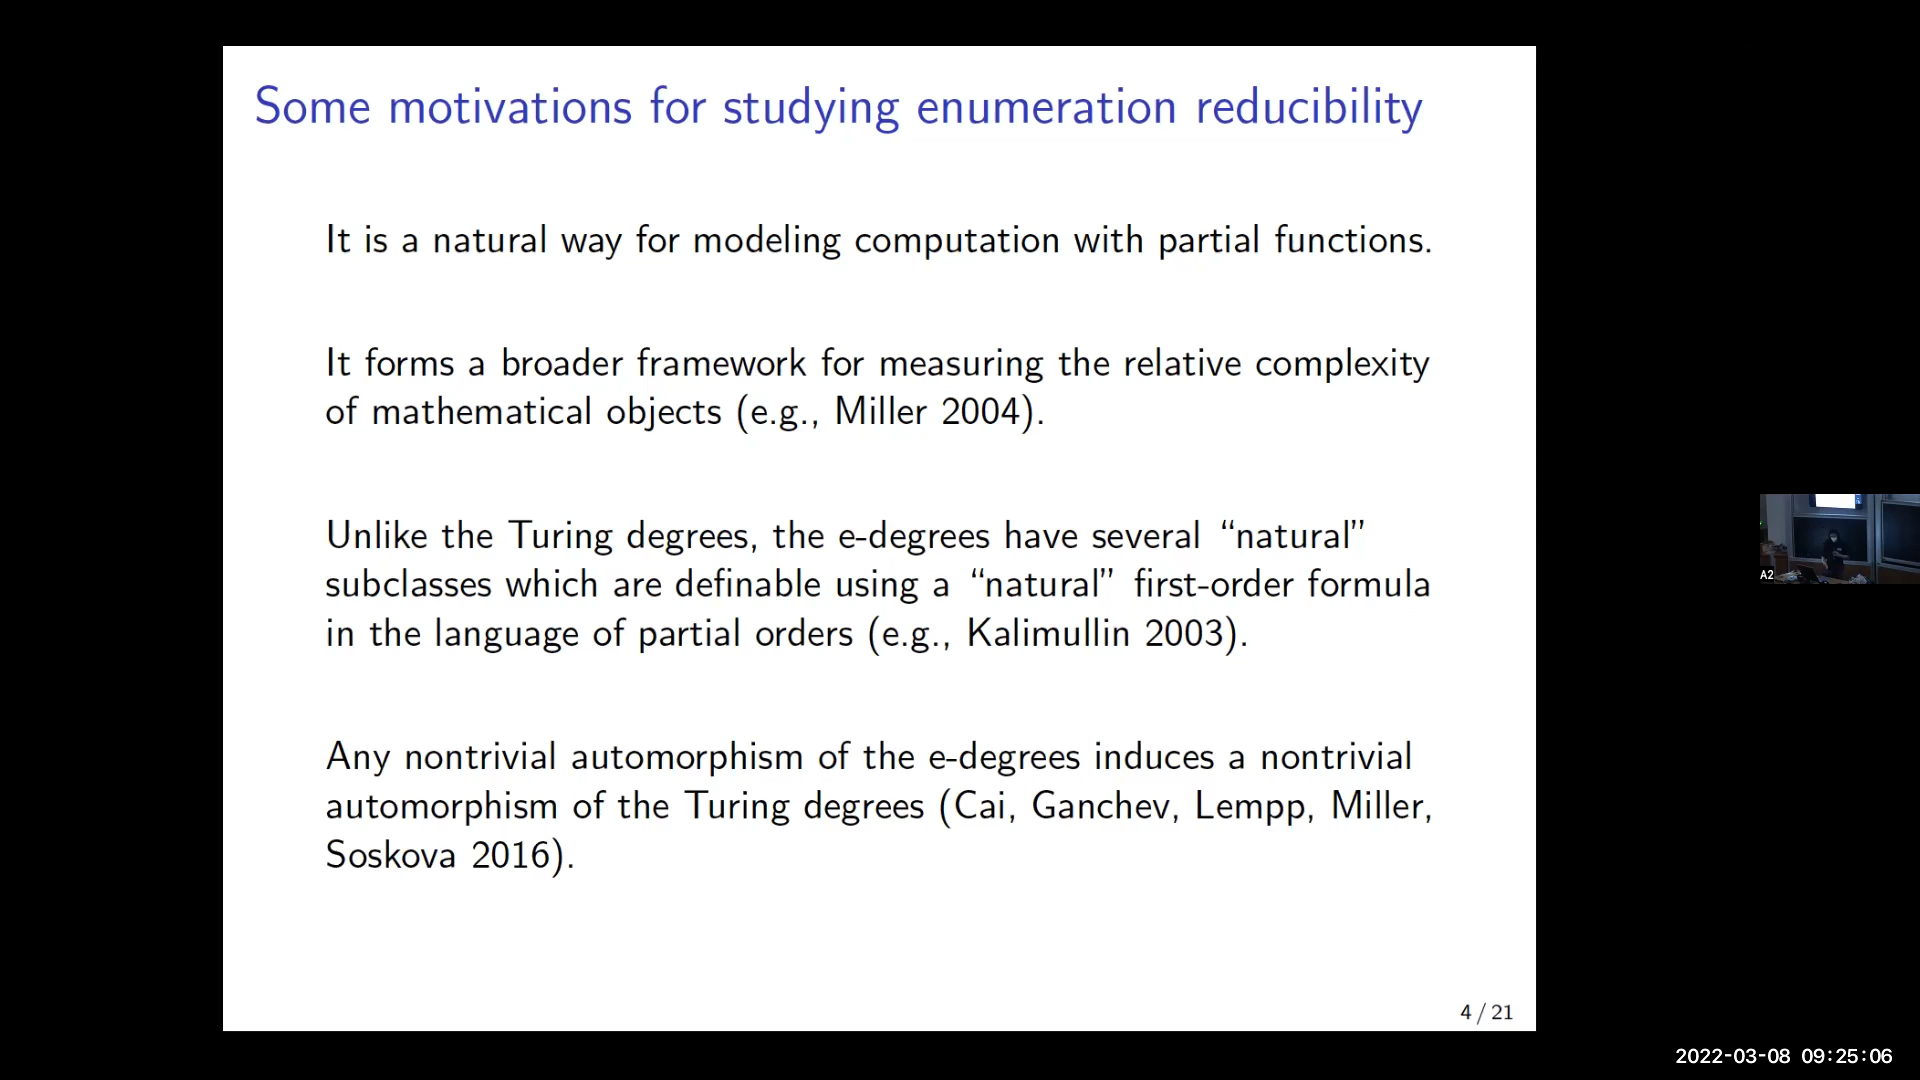 Some motivations for studying enumeration reducibility
It is a natural way for modeling computation with partial functions.
It forms a broader framework for measuring the relative complexity
of mathematical objects (e.g., Miller 2004).
Unlike the Turing degrees, the e-degrees have several “natural”
subclasses which are definable using a “natural” first-order formula
in the language of partial orders (e.g., Kalimullin 2003).
Any nontrivial automorphism of the e-degrees induces a nontrivial
automorphism of the Turing degrees (Cai, Ganchev, Lempp, Miller,
Soskova 2016).
4 / 21
A2
2022-03-08 09:25:06